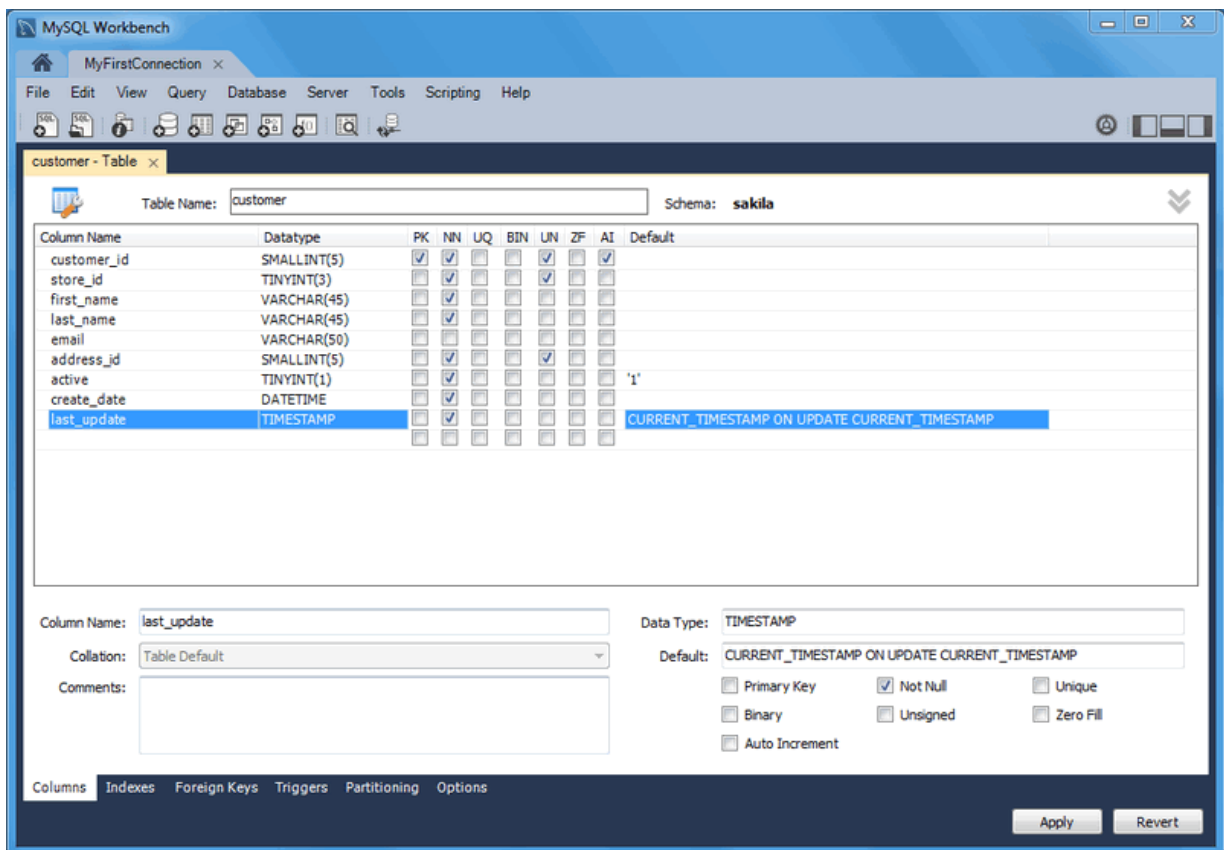 MySQL Workbench
MyFirstConnection
File Edit View Query Database Server Tools Scripting Help
customer - Table
Table Name: customer Schema: sakila
Column Name Datatype PK NN UQ BIN UN ZF AI Default
customer_id SMALLINT(5)
store_id TINYINT(3)
first_name VARCHAR(45)
last_name VARCHAR(45)
email VARCHAR(50)
address_id SMALLINT(5)
active TINYINT(1) '1'
create_date DATETIME
last_update TIMESTAMP CURRENT_TIMESTAMP ON UPDATE CURRENT_TIMESTAMP
Column Name: last_update Data Type: TIMESTAMP
Collation: Table Default Default: CURRENT_TIMESTAMP ON UPDATE CURRENT_TIMESTAMP
Comments: Primary Key Not Null Unique
Binary Unsigned Zero Fill
Auto Increment
Columns Indexes Foreign Keys Triggers Partitioning Options
Apply Revert